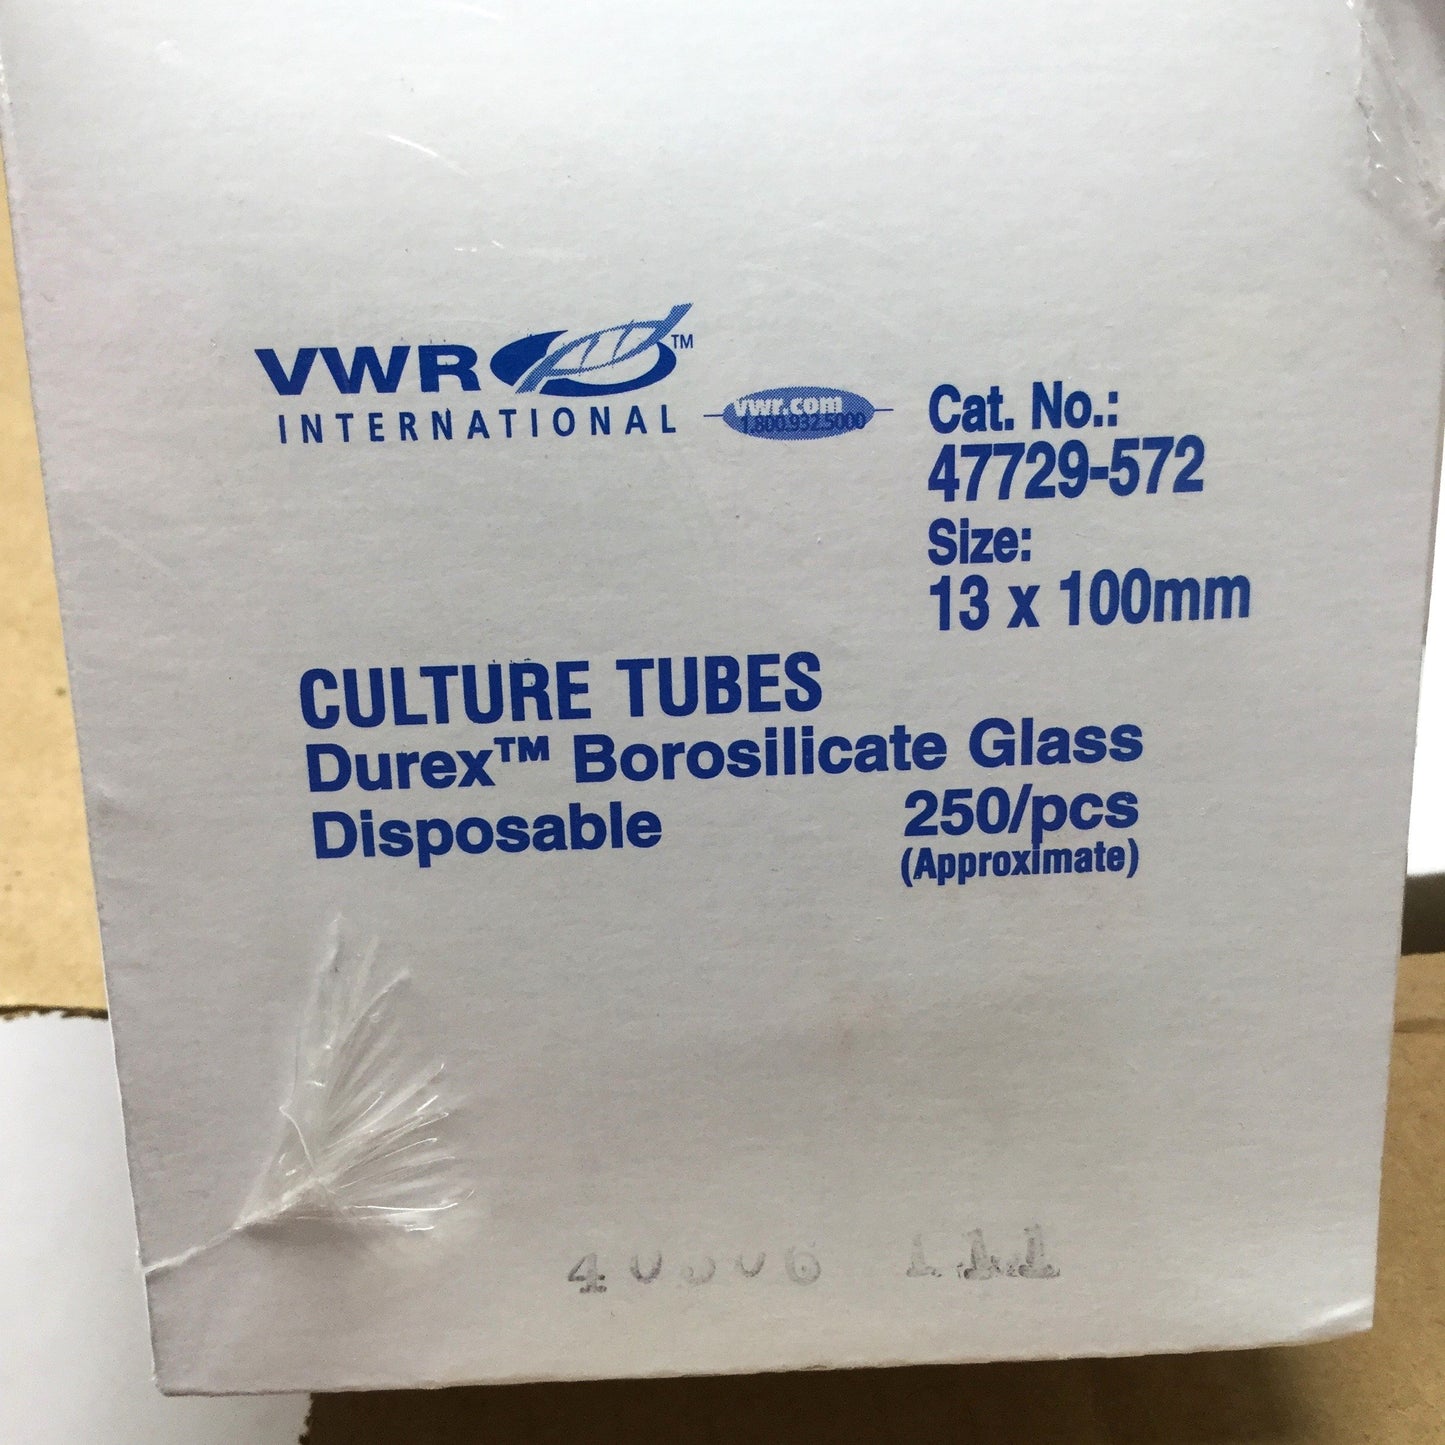 VWR™
INTERNATIONAL
vwr.com
1.800.932.5000
Cat. No.:
47729-572
Size:
13 x 100mm
CULTURE TUBES
Durex™ Borosilicate Glass
Disposable 250/pcs
(Approximate)